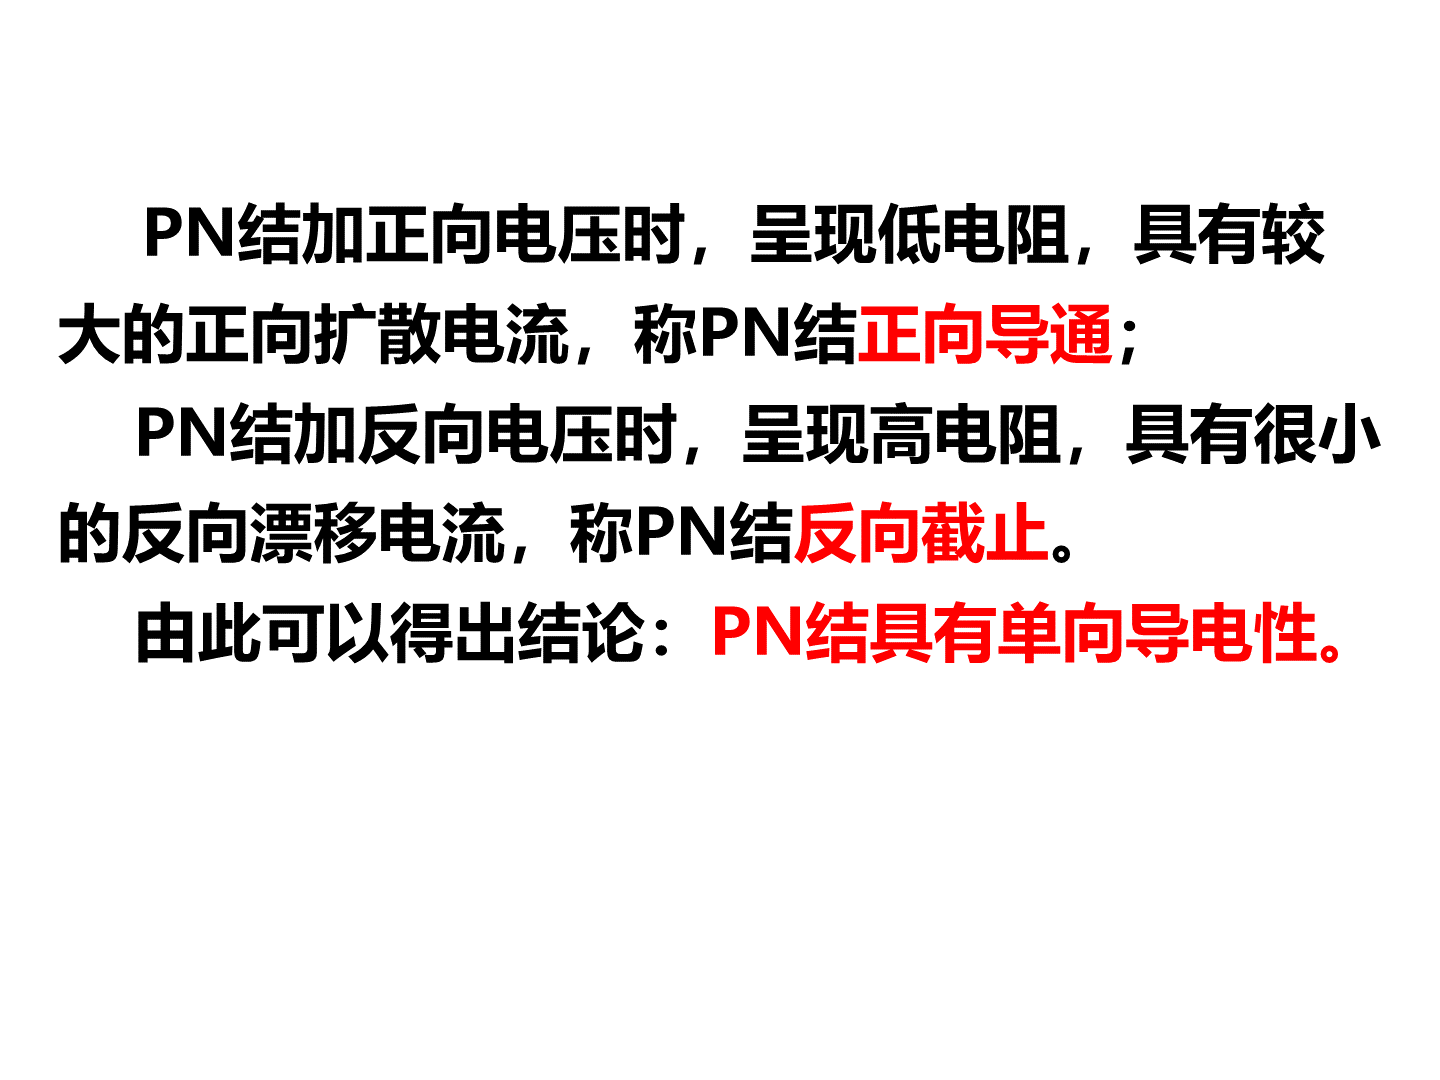 PN结加正向电压时，呈现低电阻，具有较
大的正向扩散电流，称PN结正向导通；
PN结加反向电压时，呈现高电阻，具有很小
的反向漂移电流，称PN结反向截止。
由此可以得出结论：PN结具有单向导电性。